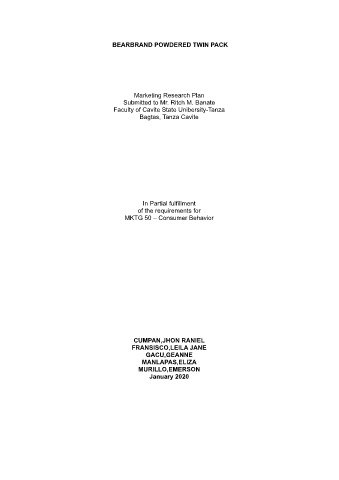 BEARBRAND POWDERED TWIN PACK
Marketing Research Plan
Submitted to Mr. Ritch M. Banate
Faculty of Cavite State Unibersity-Tanza
Bagtas, Tanza Cavite
In Partial fulfillment
of the requirements for
MKTG 50 – Consumer Behavior
CUMPAN,JHON RANIEL
FRANSISCO,LEILA JANE
GACU,GEANNE
MANLAPAS,ELIZA
MURILLO,EMERSON
January 2020